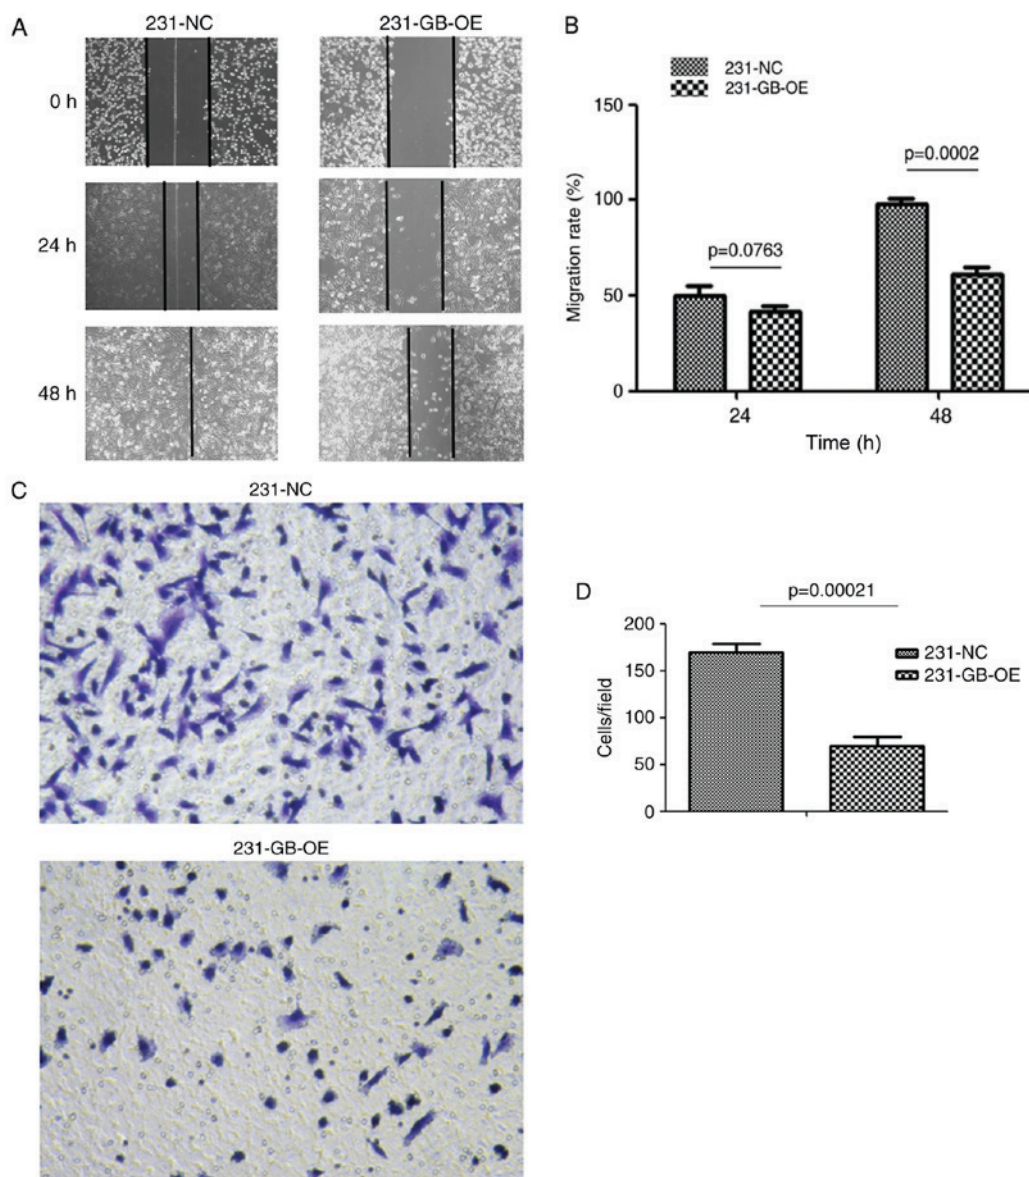 A
231-NC
231-GB-OE
0 h
24 h
48 h
B
231-NC
231-GB-OE
Migration rate (%)
150
100
50
0
p=0.0763
p=0.0002
24
48
Time (h)
C
231-NC
231-GB-OE
D
p=0.00021
Cells/field
200
150
100
50
0
231-NC
231-GB-OE